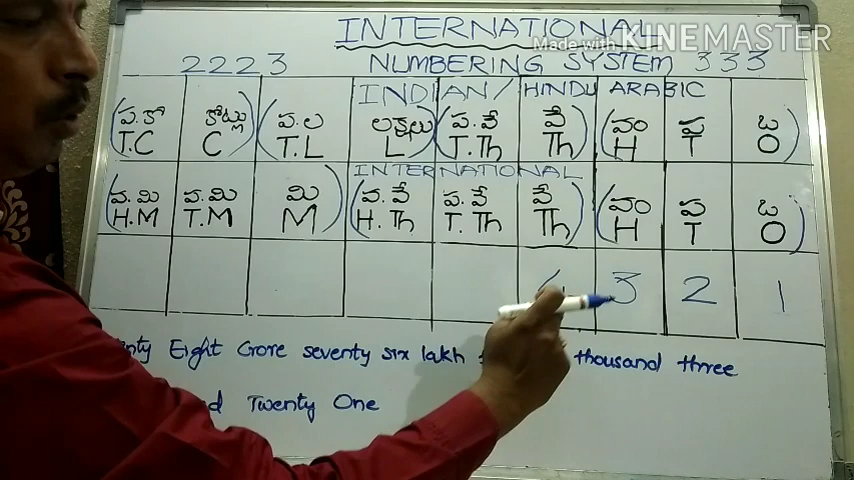 INTERNATIONAL
Made with KINEMASTER
2223 NUMBERING SYSTEM 333
INDIAN/ HINDU ARABIC
(ప.కో కోట్లు) (ప.ల లక్షలు) (ప.వే వే) (వం ప ఒ)
T.C C T.L L T.Th Th H T O
INTERNATIONAL
(హ.మి ప.మి మి) (హ.వే ప.వే వే) (వం ప ఒ)
H.M T.M M H.Th T.Th Th H T O
3 2 1
Eight Crore seventy six lakh thousand three
Twenty One